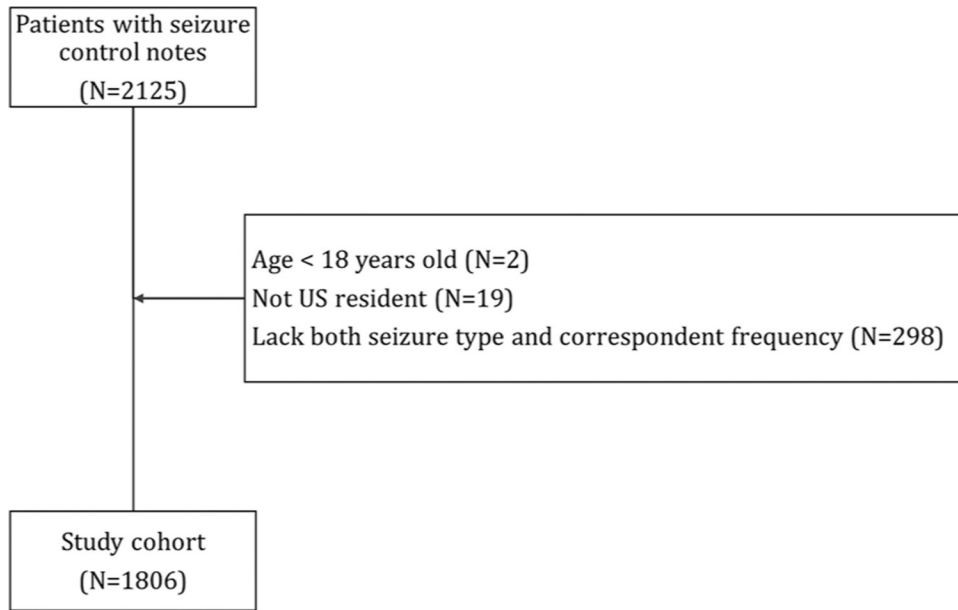 Patients with seizure
control notes
(N=2125)
Age < 18 years old (N=2)
Not US resident (N=19)
Lack both seizure type and correspondent frequency (N=298)
Study cohort
(N=1806)